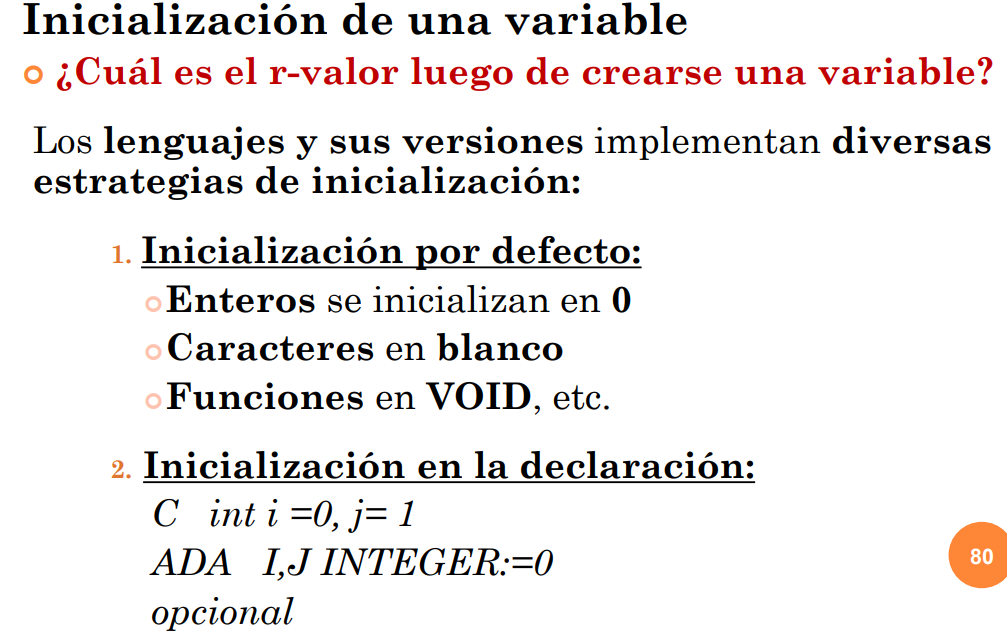 Inicialización de una variable
¿Cuál es el r-valor luego de crearse una variable?
Los lenguajes y sus versiones implementan diversas
estrategias de inicialización:
1. Inicialización por defecto:
Enteros se inicializan en 0
Caracteres en blanco
Funciones en VOID, etc.
2. Inicialización en la declaración:
C int i =0, j= 1
ADA I,J INTEGER:=0
opcional
80